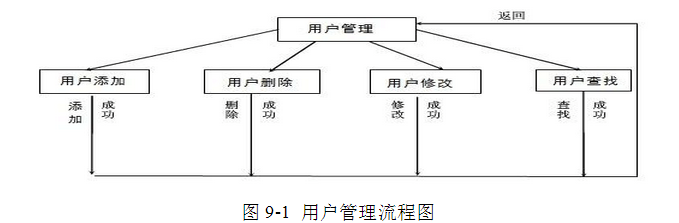 返回
用户管理
用户添加
用户删除
用户修改
用户查找
添加
成功
删除
成功
修改
成功
查找
成功
图 9-1 用户管理流程图